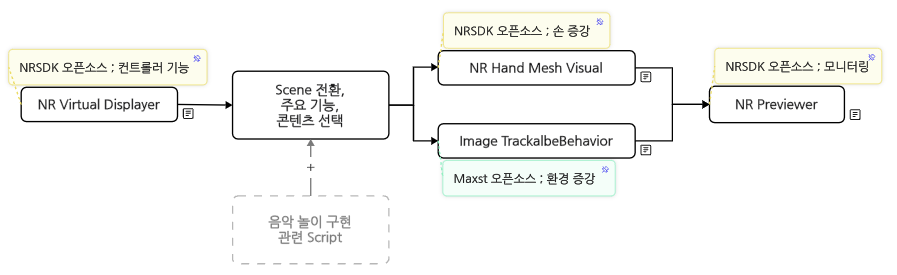 NRSDK 오픈소스 ; 컨트롤러 기능
NR Virtual Displayer
Scene 전환,
주요 기능,
콘텐츠 선택
+
음악 놀이 구현
관련 Script
NRSDK 오픈소스 ; 손 증강
NR Hand Mesh Visual
Image TrackalbeBehavior
Maxst 오픈소스 ; 환경 증강
NRSDK 오픈소스 ; 모니터링
NR Previewer